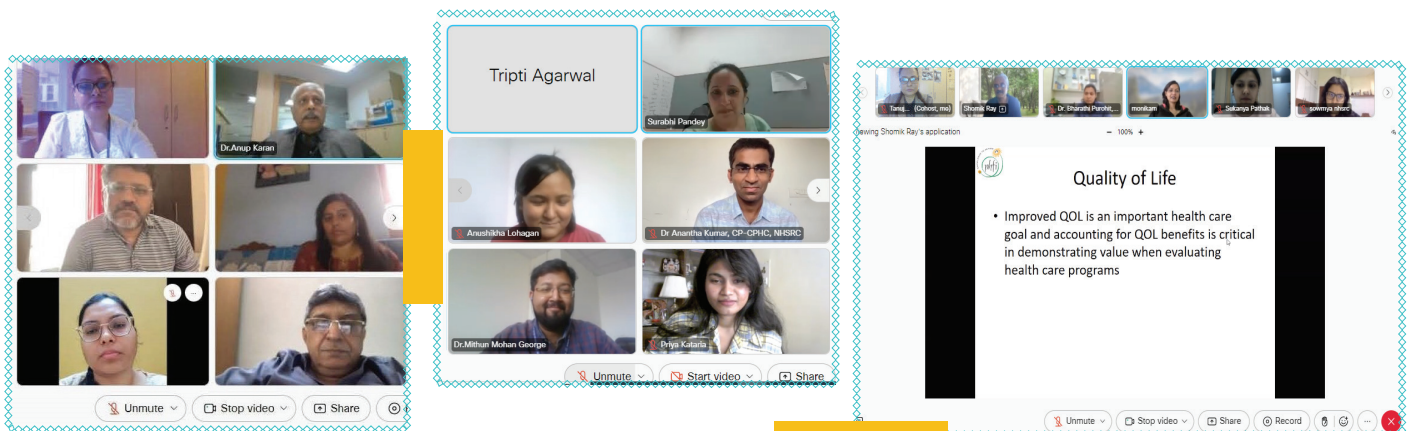 Dr.Anup Karan
Unmute
Stop video
Share
Tripti Agarwal
Surabhi Pandey
Anushikha Lohagan
Dr Anantha Kumar, CP-CPHC, NHSRC
Dr.Mithun Mohan George
Priya Kataria
Unmute
Start video
Share
Tanuj... (Cohost, me)
Shomik Ray
Dr. Bharathi Purohit,...
monikam
Sukanya Pathak
sowmya nhsrc
ewing Shomik Ray's application
− 100% +
Quality of Life
• Improved QOL is an important health care
goal and accounting for QOL benefits is critical
in demonstrating value when evaluating
health care programs
Unmute
Stop video
Share
Record